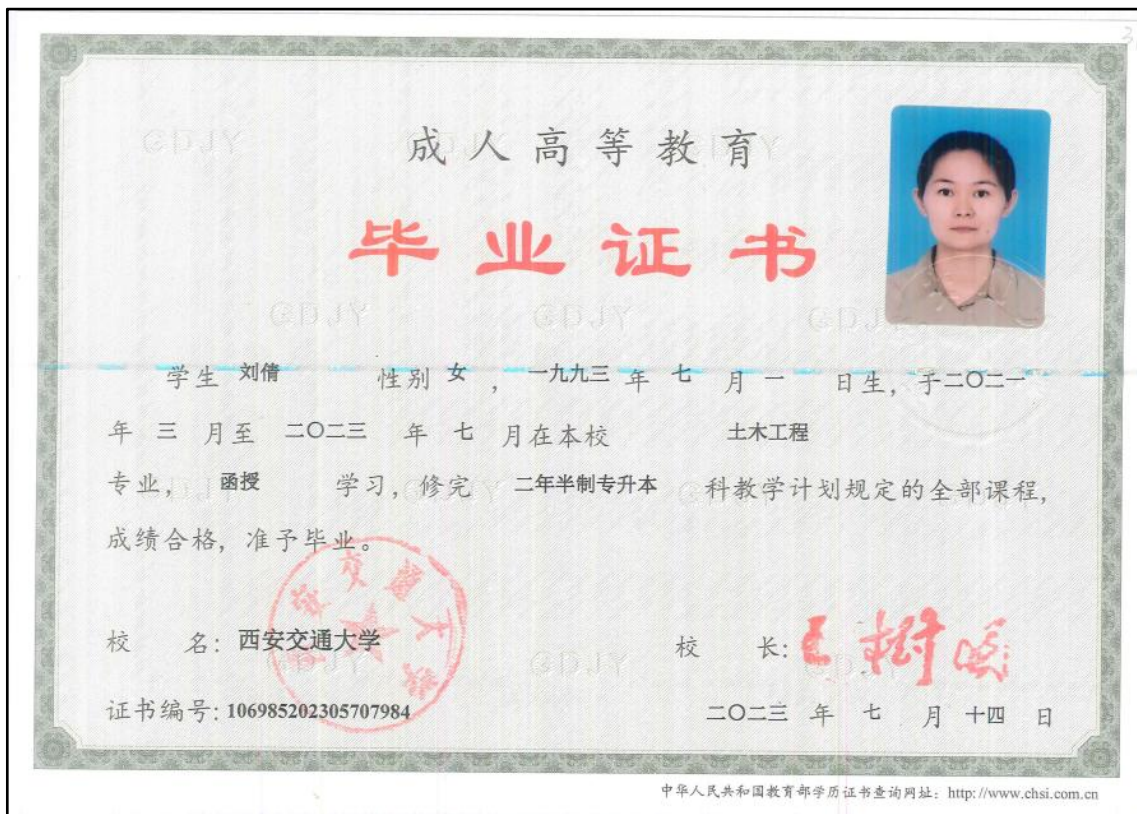 成人高等教育
毕业证书
学生 刘倩 性别 女 , 一九九三 年 七 月 一 日生, 于二〇二一
年 三 月至 二〇二三 年 七 月在本校 土木工程
专业, 函授 学习, 修完 二年半制专升本 科教学计划规定的全部课程,
成绩合格, 准予毕业。
校 名: 西安交通大学 校 长: 王树国
证书编号: 106985202305707984 二〇二三 年 七 月 十四 日
中华人民共和国教育部学历证书查询网址: http://www.chsi.com.cn